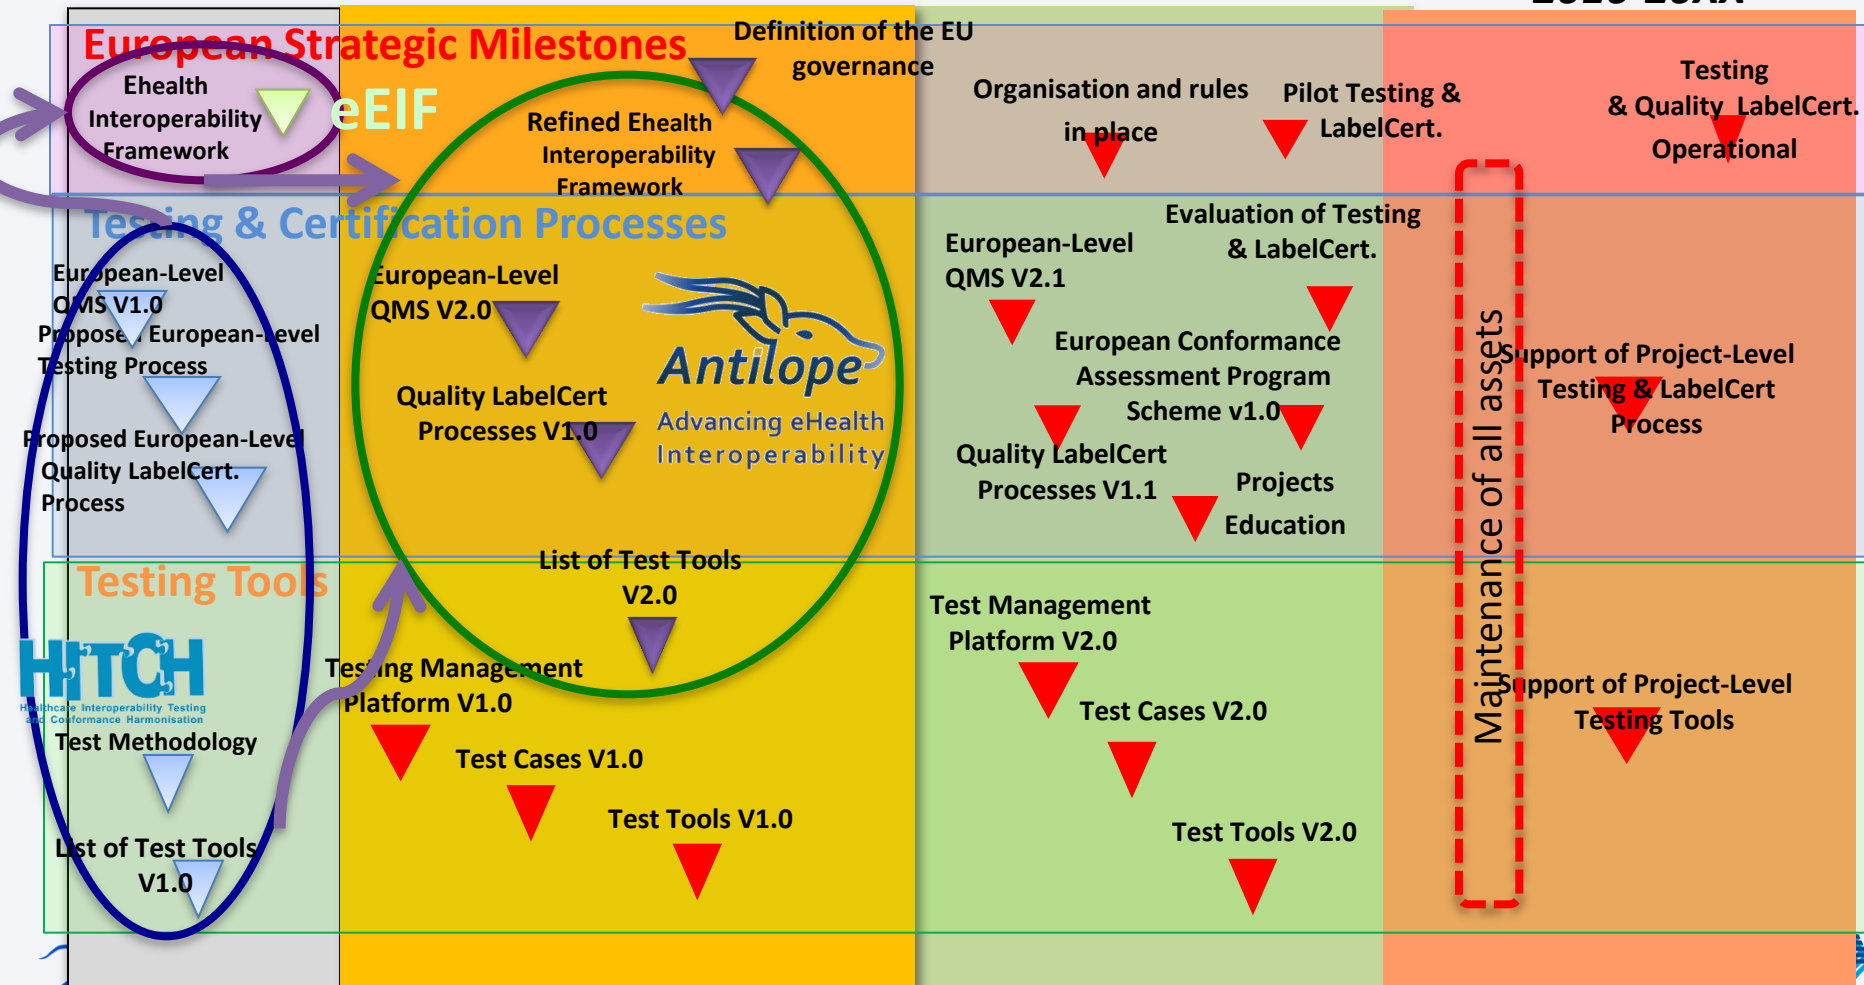 European Strategic Milestones
Ehealth
Interoperability
Framework
eEIF
Definition of the EU
governance
Refined Ehealth
Interoperability
Framework
Organisation and rules
in place
Pilot Testing &
LabelCert.
Testing
& Quality LabelCert.
Operational
Testing & Certification Processes
European-Level
QMS V1.0
Proposed European-Level
Testing Process
Proposed European-Level
Quality LabelCert.
Process
European-Level
QMS V2.0
Quality LabelCert
Processes V1.0
Antilope
Advancing eHealth
Interoperability
European-Level
QMS V2.1
Evaluation of Testing
& LabelCert.
European Conformance
Assessment Program
Scheme v1.0
Quality LabelCert
Processes V1.1
Projects
Education
Maintenance of all assets
Support of Project-Level
Testing & LabelCert
Process
Testing Tools
HITCH
Healthcare Interoperability Testing
and Conformance Harmonisation
Test Methodology
List of Test Tools
V1.0
List of Test Tools
V2.0
Testing Management
Platform V1.0
Test Cases V1.0
Test Tools V1.0
Test Management
Platform V2.0
Test Cases V2.0
Test Tools V2.0
Support of Project-Level
Testing Tools